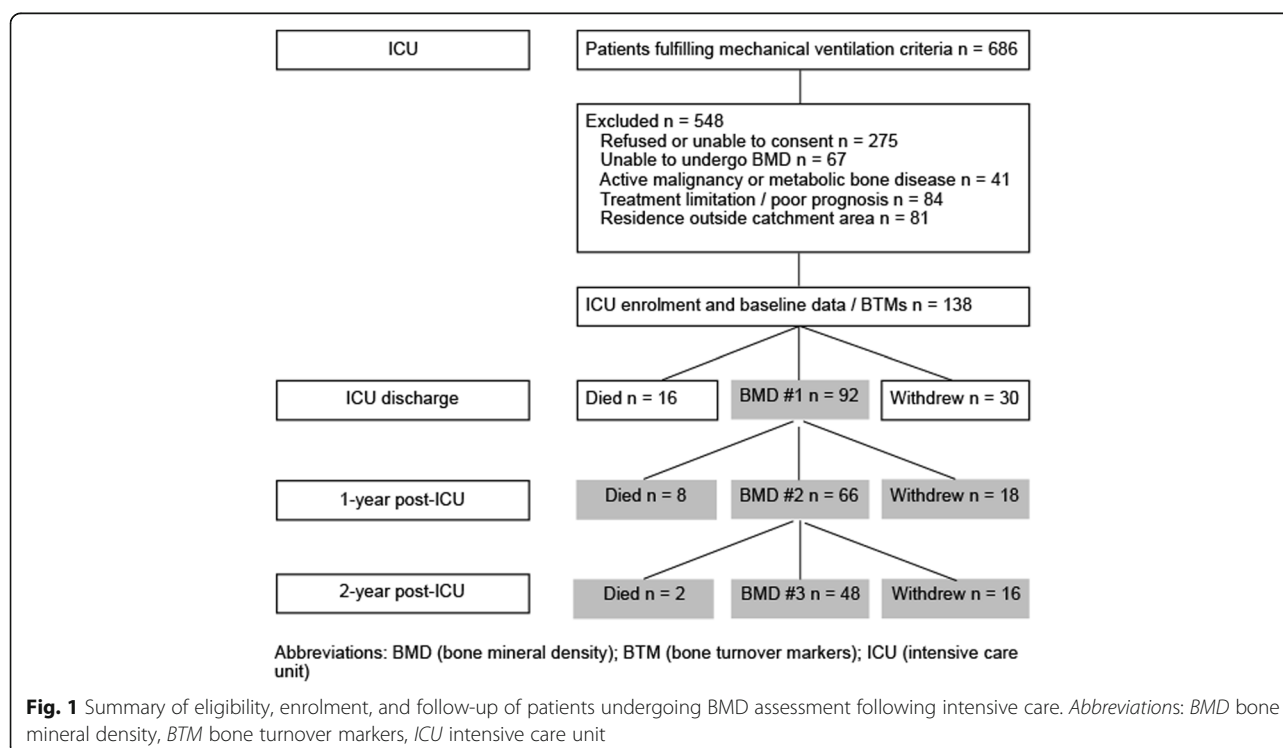 ICU
Patients fulfilling mechanical ventilation criteria n = 686
Excluded n = 548
Refused or unable to consent n = 275
Unable to undergo BMD n = 67
Active malignancy or metabolic bone disease n = 41
Treatment limitation / poor prognosis n = 84
Residence outside catchment area n = 81
ICU enrolment and baseline data / BTMs n = 138
ICU discharge
Died n = 16
BMD #1 n = 92
Withdrew n = 30
1-year post-ICU
Died n = 8
BMD #2 n = 66
Withdrew n = 18
2-year post-ICU
Died n = 2
BMD #3 n = 48
Withdrew n = 16
Abbreviations: BMD (bone mineral density); BTM (bone turnover markers); ICU (intensive care
unit)
Fig. 1 Summary of eligibility, enrolment, and follow-up of patients undergoing BMD assessment following intensive care. Abbreviations: BMD bone
mineral density, BTM bone turnover markers, ICU intensive care unit